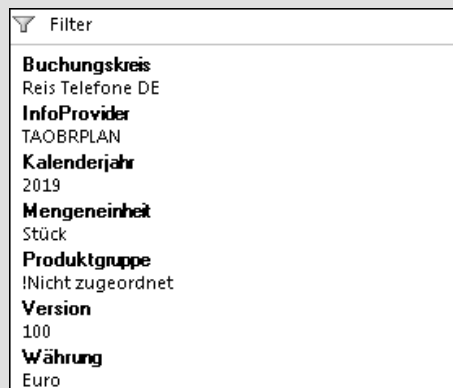 Filter
Buchungskreis
Reis Telefone DE
InfoProvider
TAOBRPLAN
Kalenderjahr
2019
Mengeneinheit
Stück
Produktgruppe
!Nicht zugeordnet
Version
100
Währung
Euro